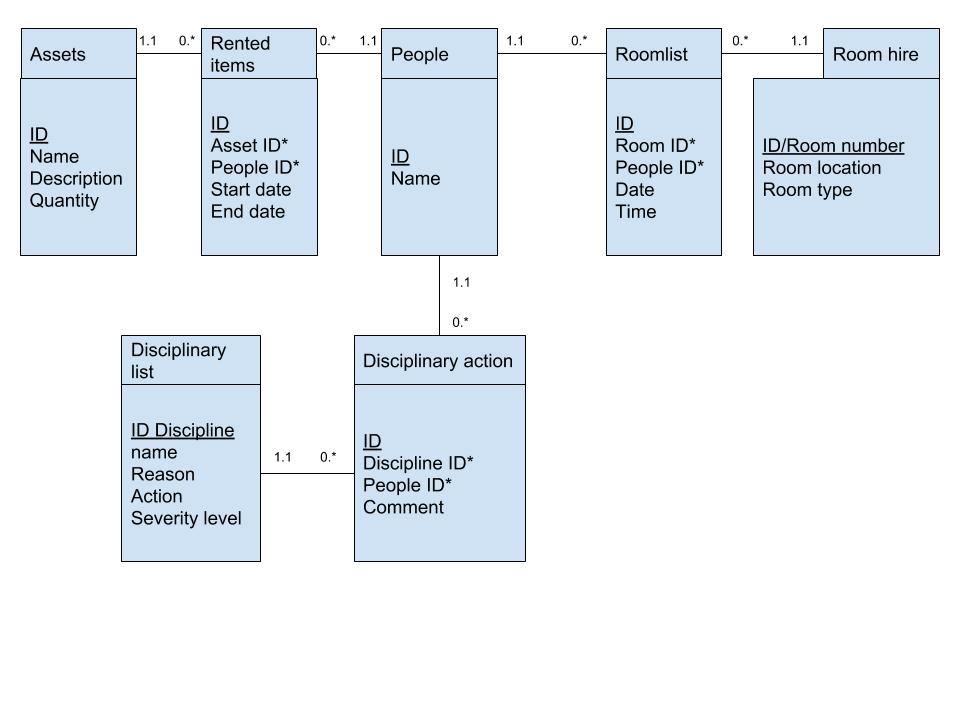 Assets
1.1
0.*
Rented
items
0.*
1.1
People
1.1
0.*
Roomlist
0.*
1.1
Room hire
ID
Name
Description
Quantity
ID
Asset ID*
People ID*
Start date
End date
ID
Name
ID
Room ID*
People ID*
Date
Time
ID/Room number
Room location
Room type
1.1
0.*
Disciplinary
list
Disciplinary action
ID Discipline
name
Reason
Action
Severity level
1.1
0.*
ID
Discipline ID*
People ID*
Comment